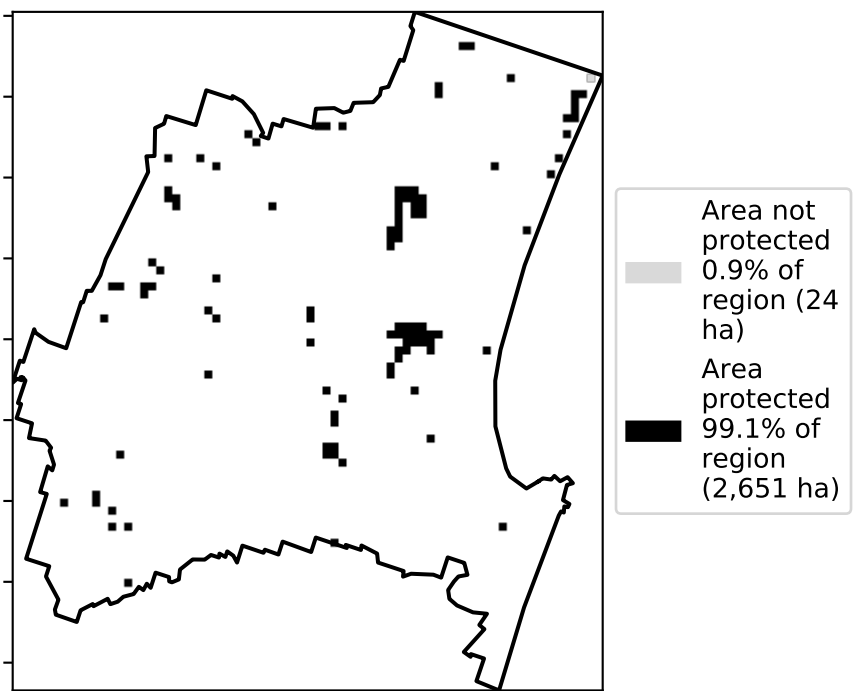 Area not
protected
0.9% of
region (24
ha)
Area
protected
99.1% of
region
(2,651 ha)